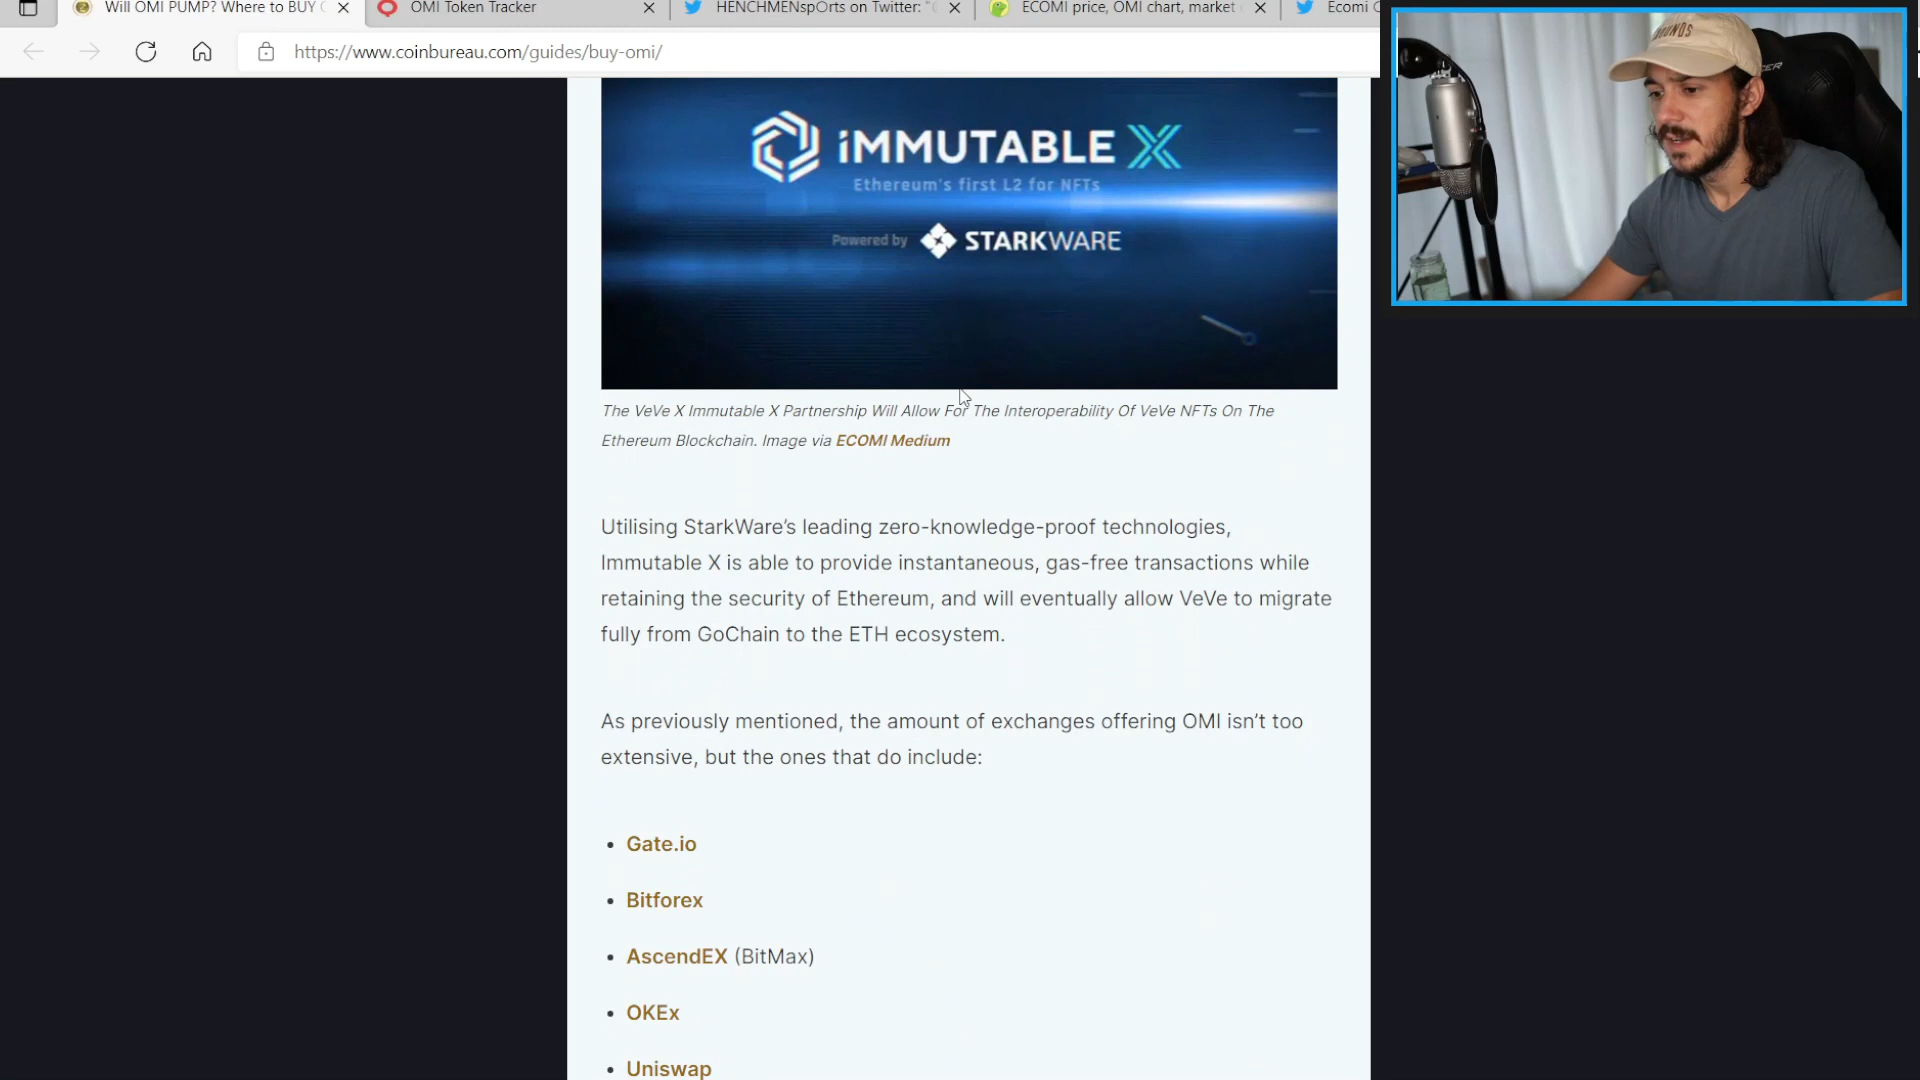 Will OMI PUMP? Where to BUY
OMI Token Tracker
HENCHMENsp0rts on Twitter: "
ECOMI price, OMI chart, market
Ecomi
https://www.coinbureau.com/guides/buy-omi/
iMMUTABLE X
Ethereum's first L2 for NFTs
Powered by STARKWARE
The VeVe X Immutable X Partnership Will Allow For The Interoperability Of VeVe NFTs On The
Ethereum Blockchain. Image via ECOMI Medium
Utilising StarkWare’s leading zero-knowledge-proof technologies,
Immutable X is able to provide instantaneous, gas-free transactions while
retaining the security of Ethereum, and will eventually allow VeVe to migrate
fully from GoChain to the ETH ecosystem.
As previously mentioned, the amount of exchanges offering OMI isn’t too
extensive, but the ones that do include:
• Gate.io
• Bitforex
• AscendEX (BitMax)
• OKEx
• Uniswap